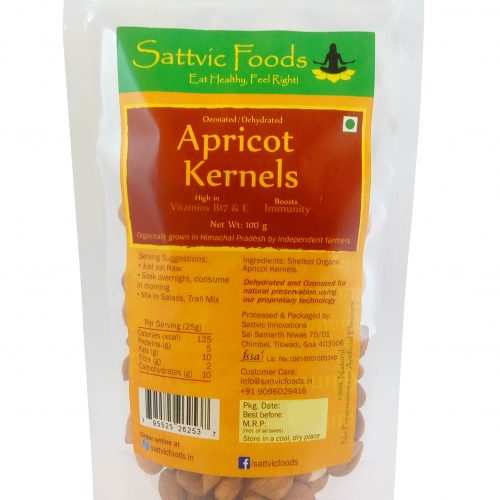 Sattvic Foods
Eat Healthy, Feel Right!
Ozonated/Dehydrated
Apricot
Kernels
High in
Vitamins B17 & E
Boosts
Immunity
Net Wt: 100 g
Organically grown in Himachal Pradesh by independent farmers
Serving Suggestions:
• Just eat Raw
• Soak overnight, consume
in morning
• Mix in Salads, Trail Mix
Per Serving (25g)
Calories (kcal) 125
Proteins (g) 5
Fats (g) 10
Fibre (g) 2
Carbohydrates (g) 10
Order online at
sattvicfoods.in
Ingredients: Shelled Organic
Apricot Kernels
Dehydrated and Ozonated for
natural preservation using
our proprietary technology
Processed & Packaged by:
Sattvic Innovations
Sai Samarth Niwas 70/01
Chimbel, Tiswadi, Goa 403006
fssai Lic. No.10616001000249
Customer Care:
info@sattvicfoods.in
+91 9096029416
Pkg. Date:
Best before:
M.R.P:
(Incl. of all taxes)
Store in a cool, dry place
/sattvicfoods
100% Natural
No Preservatives or Artificial Flavours